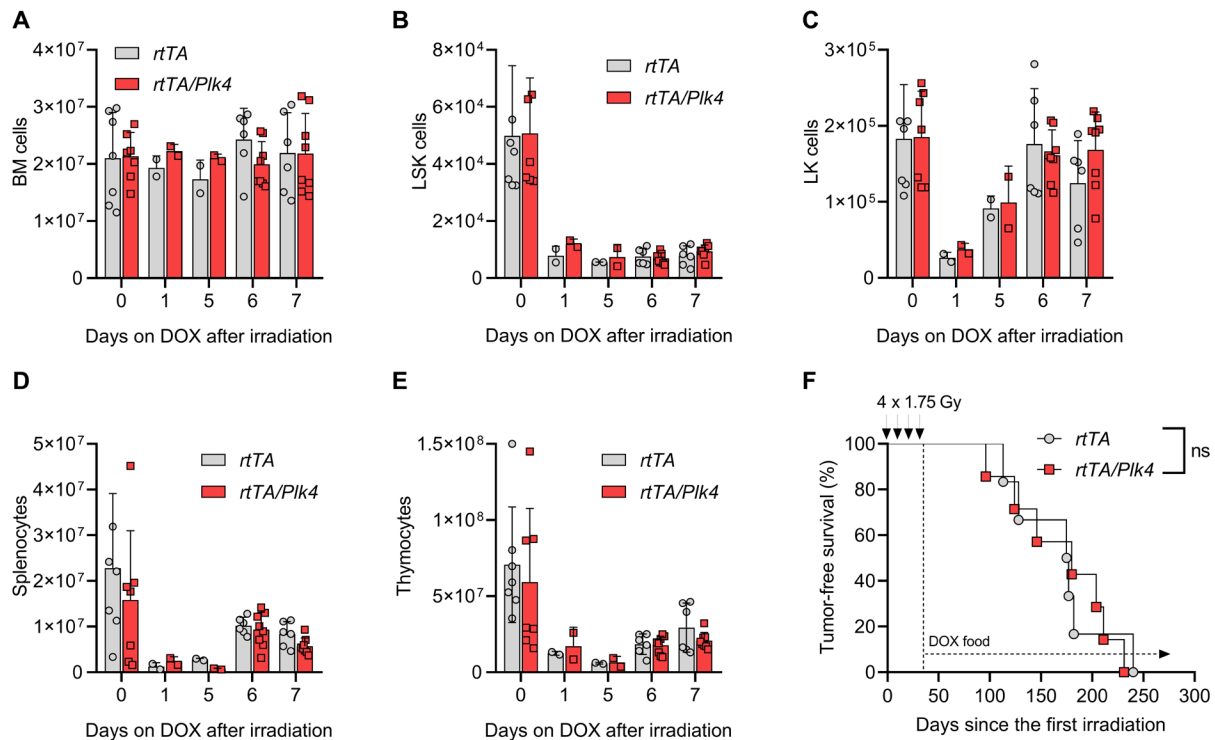 A
BM cells
4×10⁷
3×10⁷
2×10⁷
1×10⁷
0
rtTA
rtTA/Plk4
0 1 5 6 7
Days on DOX after irradiation
B
LSK cells
8×10⁴
6×10⁴
4×10⁴
2×10⁴
0
rtTA
rtTA/Plk4
0 1 5 6 7
Days on DOX after irradiation
C
LK cells
3×10⁵
2×10⁵
1×10⁵
0
rtTA
rtTA/Plk4
0 1 5 6 7
Days on DOX after irradiation
D
Splenocytes
5×10⁷
4×10⁷
3×10⁷
2×10⁷
1×10⁷
0
rtTA
rtTA/Plk4
0 1 5 6 7
Days on DOX after irradiation
E
Thymocytes
1.5×10⁸
1×10⁸
5×10⁷
0
rtTA
rtTA/Plk4
0 1 5 6 7
Days on DOX after irradiation
F
4 x 1.75 Gy
Tumor-free survival (%)
100
80
60
40
20
0
rtTA
rtTA/Plk4
ns
DOX food
0 50 100 150 200 250 300
Days since the first irradiation